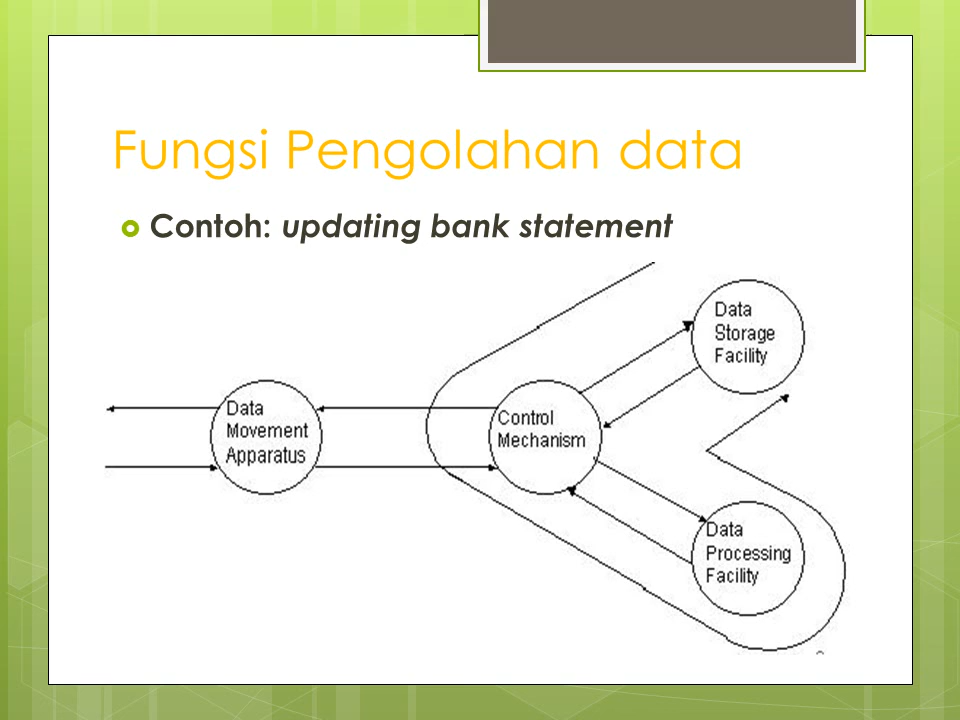 Fungsi Pengolahan data
Contoh: updating bank statement
Data
Storage
Facility
Data
Movement
Apparatus
Control
Mechanism
Data
Processing
Facility